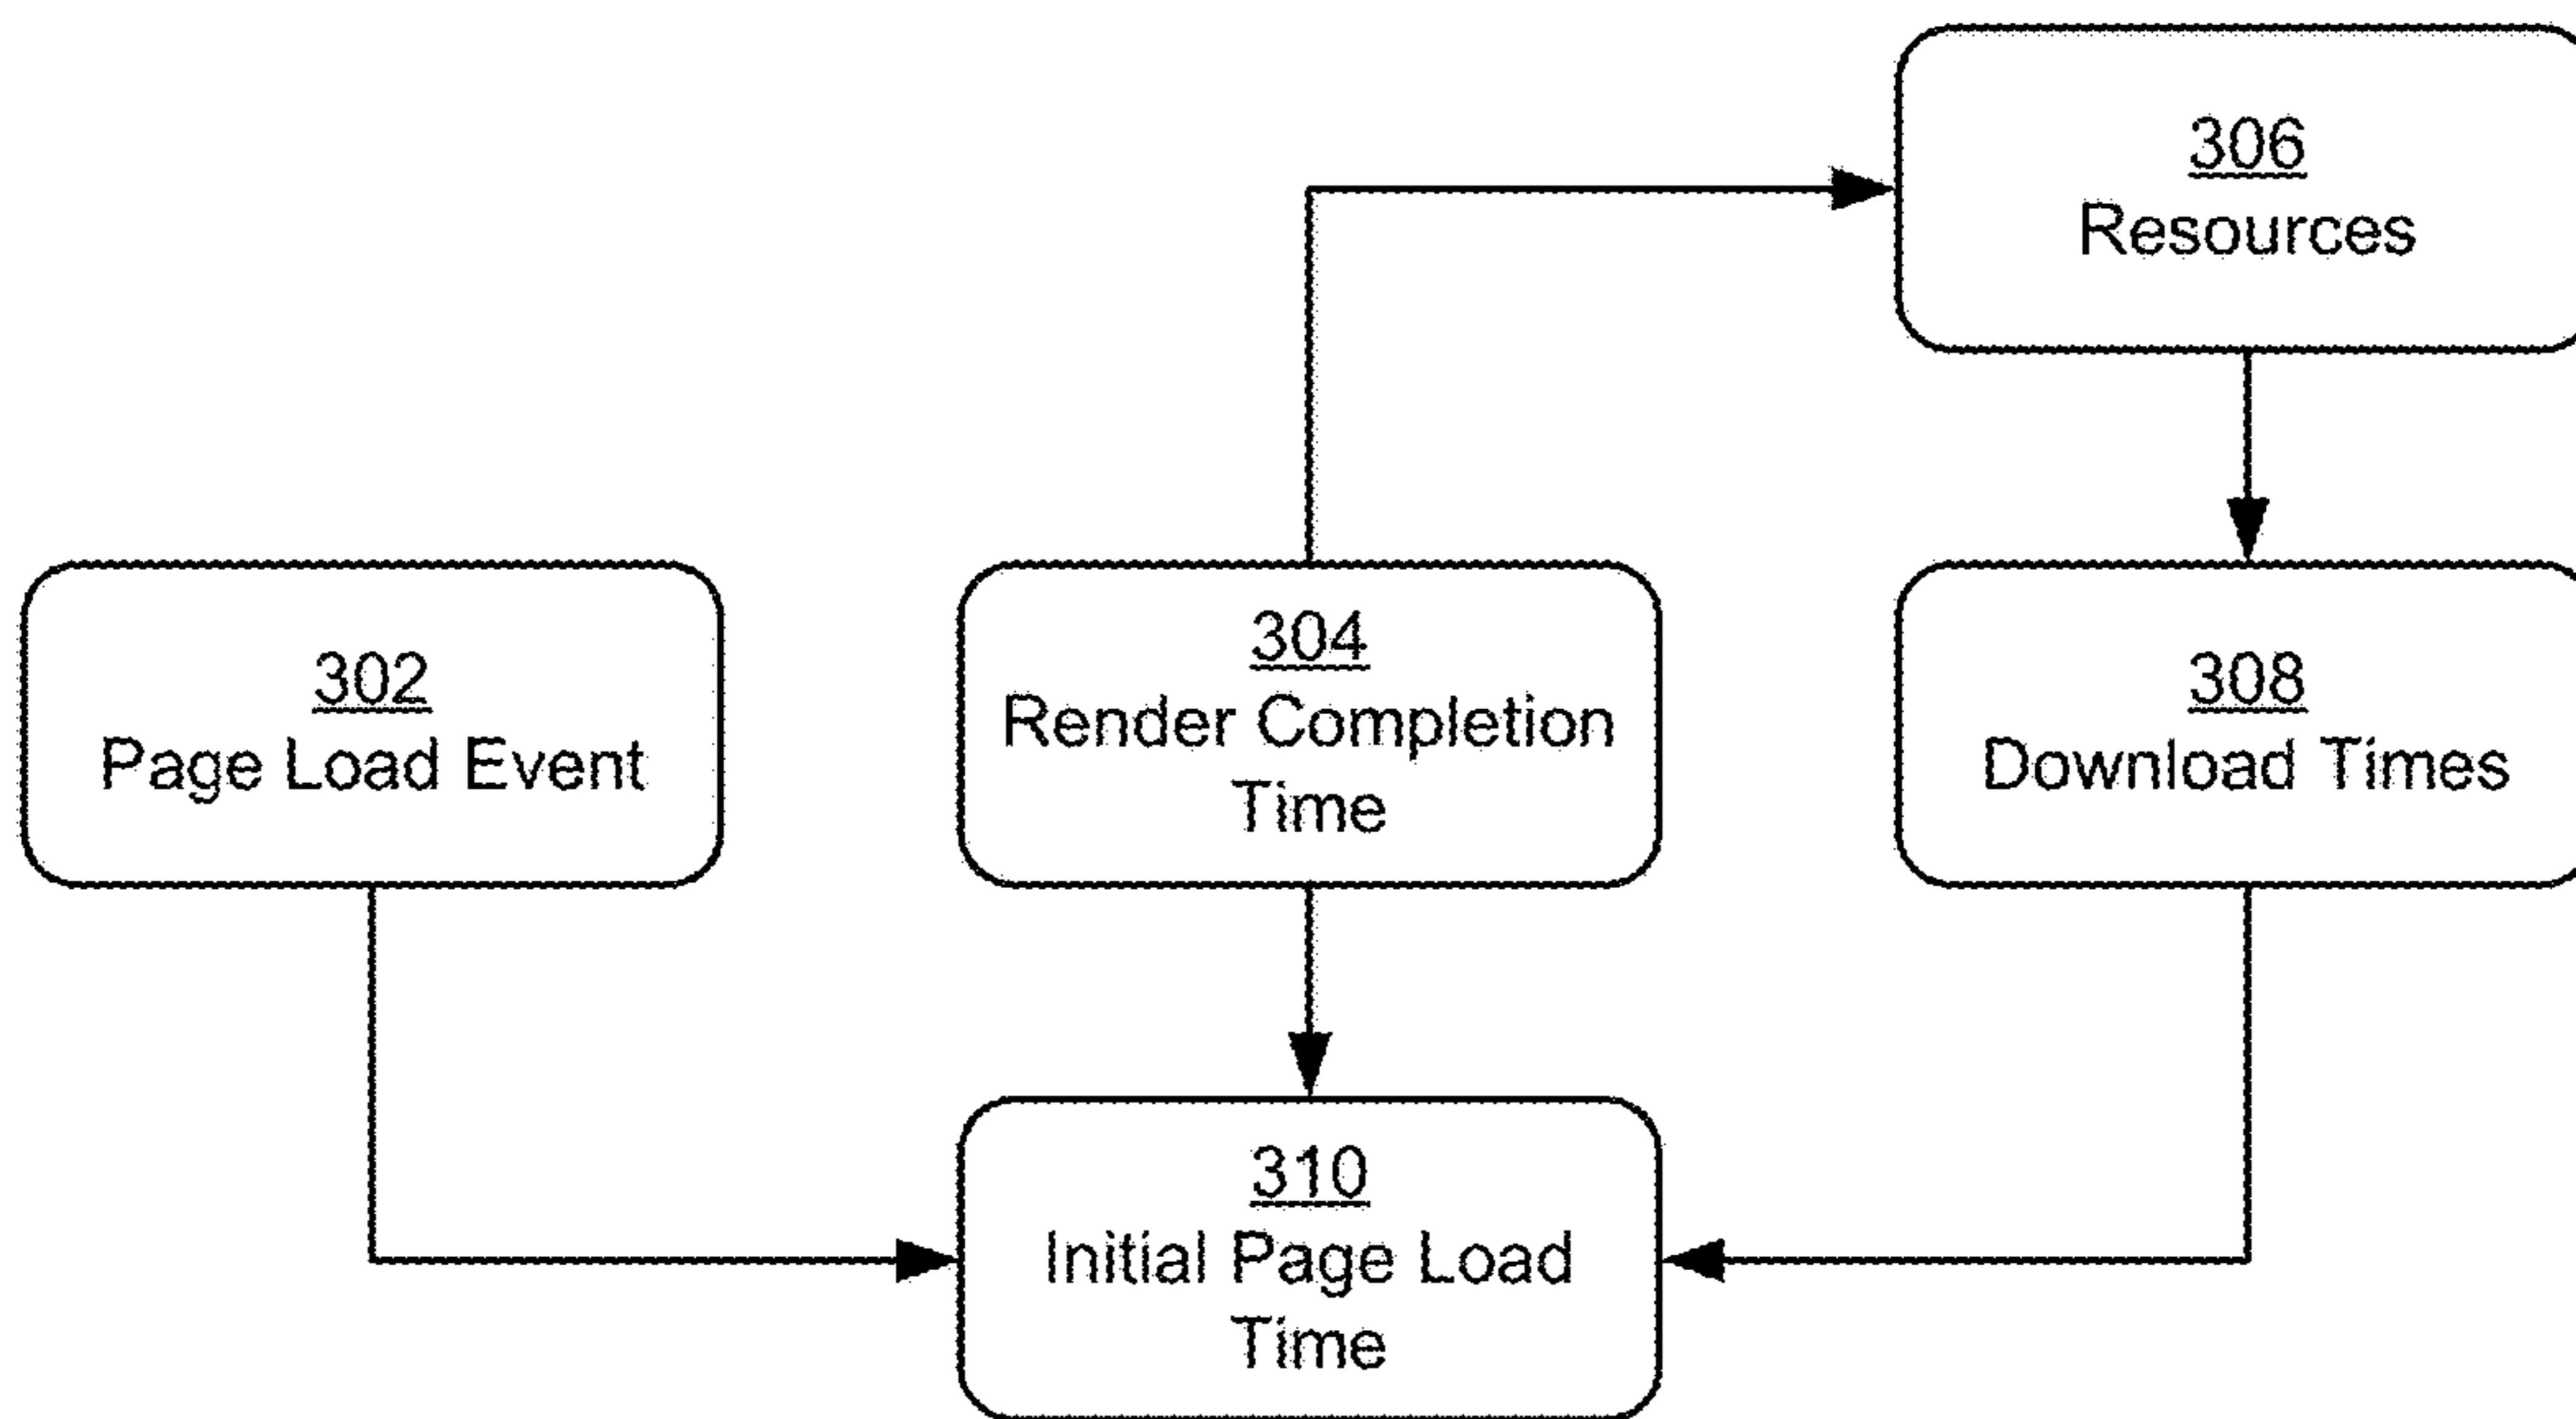 306
Resources
302
Page Load Event
304
Render Completion
Time
308
Download Times
310
Initial Page Load
Time